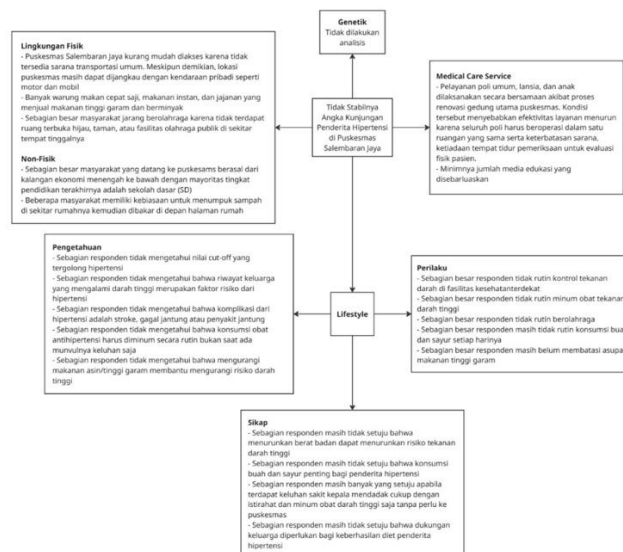 Genetik
Tidak dilakukan
analisis
Lingkungan Fisik
- Puskesmas Salembaran Jaya kurang mudah diakses karena tidak
tersedia sarana transportasi umum. Meskipun demikian, lokasi
puskesmas masih dapat dijangkau dengan kendaraan pribadi seperti
motor dan mobil
- Banyak warung makan cepat saji, makanan instan, dan jajanan yang
menjual makanan tinggi garam dan berminyak
- Sebagian besar masyarakat jarang berolahraga karena tidak terdapat
ruang terbuka hijau, taman, atau fasilitas olahraga publik di sekitar
tempat tinggalnya
Non-Fisik
- Sebagian besar masyarakat yang datang ke puskesams berasal dari
kalangan ekonomi menengah ke bawah dengan mayoritas tingkat
pendidikan terakhirnya adalah sekolah dasar (SD)
- Beberapa masyarakat memiliki kebiasaan untuk menumpuk sampah
di sekitar rumahnya kemudian dibakar di depan halaman rumah
Tidak Stabilnya
Angka Kunjungan
Penderita Hipertensi
di Puskesmas
Salembaran Jaya
Medical Care Service
- Pelayanan poli umum, lansia, dan anak
dilaksanakan secara bersamaan akibat proses
renovasi gedung utama puskesmas. Kondisi
tersebut menyebabkan efektivitas layanan menurun
karena seluruh poli harus beroperasi dalam satu
ruangan yang sama serta keterbatasan sarana,
ketiadaan tempat tidur pemeriksaan untuk evaluasi
fisik pasien.
- Minimnya jumlah media edukasi yang
disebarluaskan
Pengetahuan
- Sebagian responden tidak mengetahui nilai cut-off yang
tergolong hipertensi
- Sebagian responden tidak mengetahui bahwa riwayat keluarga
yang mengalami darah tinggi merupakan faktor risiko dari
hipertensi
- Sebagian responden tidak mengetahui bahwa komplikasi dari
hipertensi adalah stroke, gagal jantung atau penyakit jantung
- Sebagian responden tidak mengetahui bahwa konsumsi obat
antihipertensi harus diminum secara rutin bukan saat ada
munvulnya keluhan saja
- Sebagian responden tidak mengetahui bahwa mengurangi
makanan asin/tinggi garam membantu mengurangi risiko darah
tinggi
Lifestyle
Perilaku
- Sebagian besar responden tidak rutin kontrol tekanan
darah di fasilitas kesehatanterdekat
- Sebagian besar responden tidak rutin minum obat tekanan
darah tinggi
- Sebagian besar responden tidak rutin berolahraga
- Sebagian besar responden masih tidak rutin konsumsi bua
dan sayur setiap harinya
- Sebagian besar responden masih belum membatasi asupa
makanan tinggi garam
Sikap
- Sebagian responden masih tidak setuju bahwa
menurunkan berat badan dapat menurunkan risiko tekanan
darah tinggi
- Sebagian responden masih tidak setuju bahwa konsumsi
buah dan sayur penting bagi penderita hipertensi
- Sebagian responden masih banyak yang setuju apabila
terdapat keluhan sakit kepala mendadak cukup dengan
istirahat dan minum obat darah tinggi saja tanpa perlu ke
puskesmas
- Sebagian responden masih tidak setuju bahwa dukungan
keluarga diperlukan bagi keberhasilan diet penderita
hipertensi